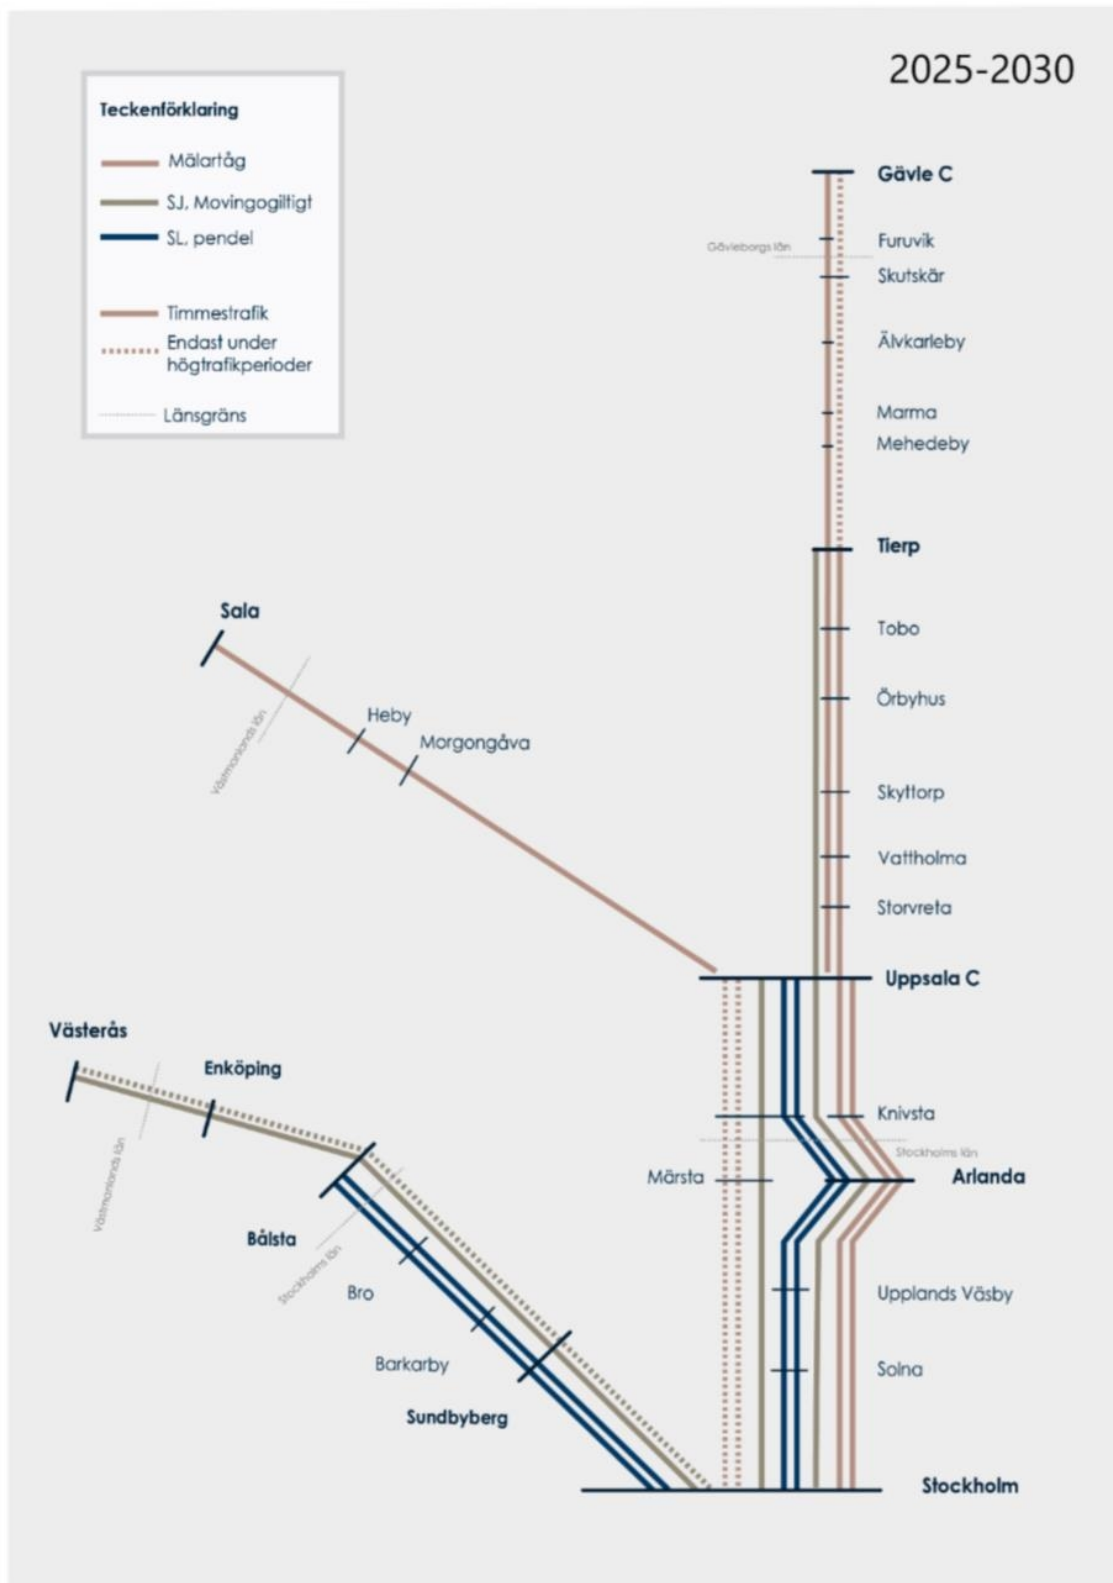 2025-2030
Teckenförklaring
Mälartåg
SJ, Movingogiltigt
SL, pendel
Timmestrafik
Endast under
högtrafikperioder
Länsgräns
Gävle C
Furuvik
Gävleborgs län
Skutskär
Älvkarleby
Marma
Mehedeby
Tierp
Sala
Tobo
Örbyhus
Heby
Morgongåva
Västmanlands län
Skyttorp
Vattholma
Storvreta
Uppsala C
Västerås
Enköping
Knivsta
Stockholms län
Märsta
Arlanda
Västmanlands län
Bålsta
Stockholms län
Bro
Upplands Väsby
Barkarby
Solna
Sundbyberg
Stockholm